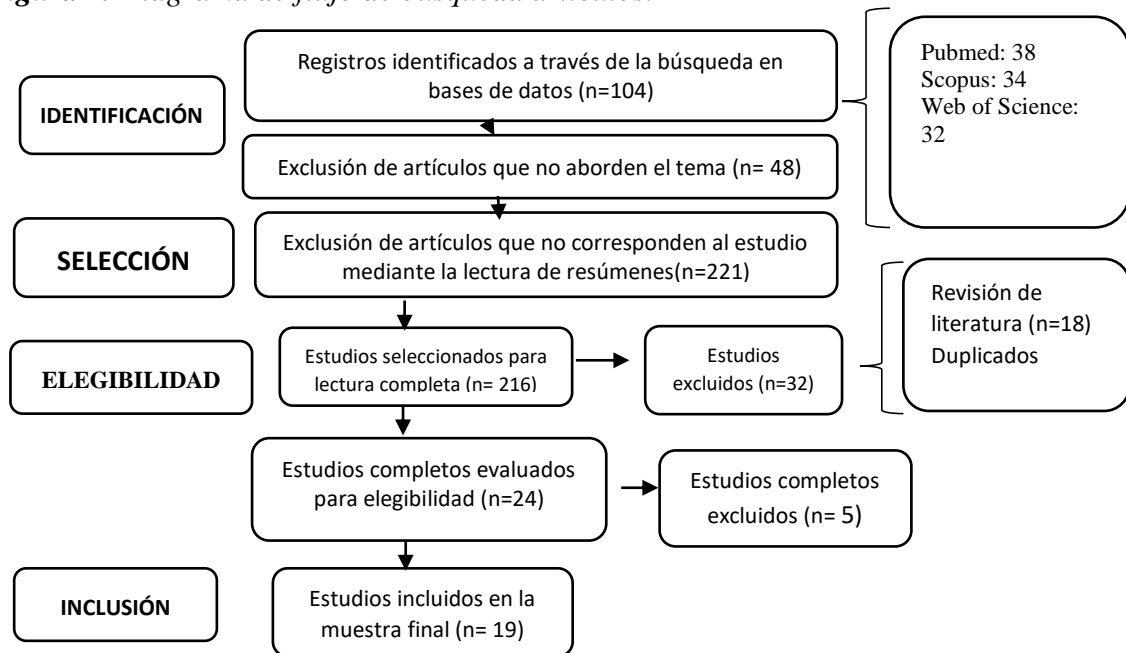 IDENTIFICACIÓN
Registros identificados a través de la búsqueda en
bases de datos (n=104)
Pubmed: 38
Scopus: 34
Web of Science:
32
Exclusión de artículos que no aborden el tema (n= 48)
SELECCIÓN
Exclusión de artículos que no corresponden al estudio
mediante la lectura de resúmenes(n=221)
ELEGIBILIDAD
Estudios seleccionados para
lectura completa (n= 216)
Estudios
excluidos (n=32)
Revisión de
literatura (n=18)
Duplicados
Estudios completos evaluados
para elegibilidad (n=24)
Estudios completos
excluidos (n= 5)
INCLUSIÓN
Estudios incluidos en la
muestra final (n= 19)